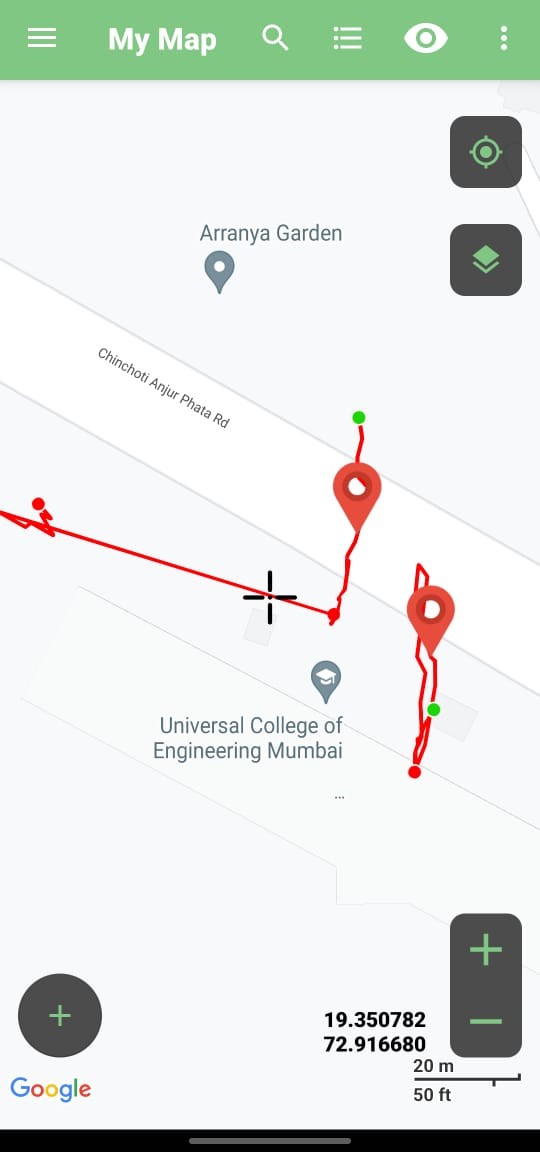 My Map
Arranya Garden
Chinchoti Anjur Phata Rd
Universal College of
Engineering Mumbai
...
19.350782
72.916680
20 m
50 ft
Google